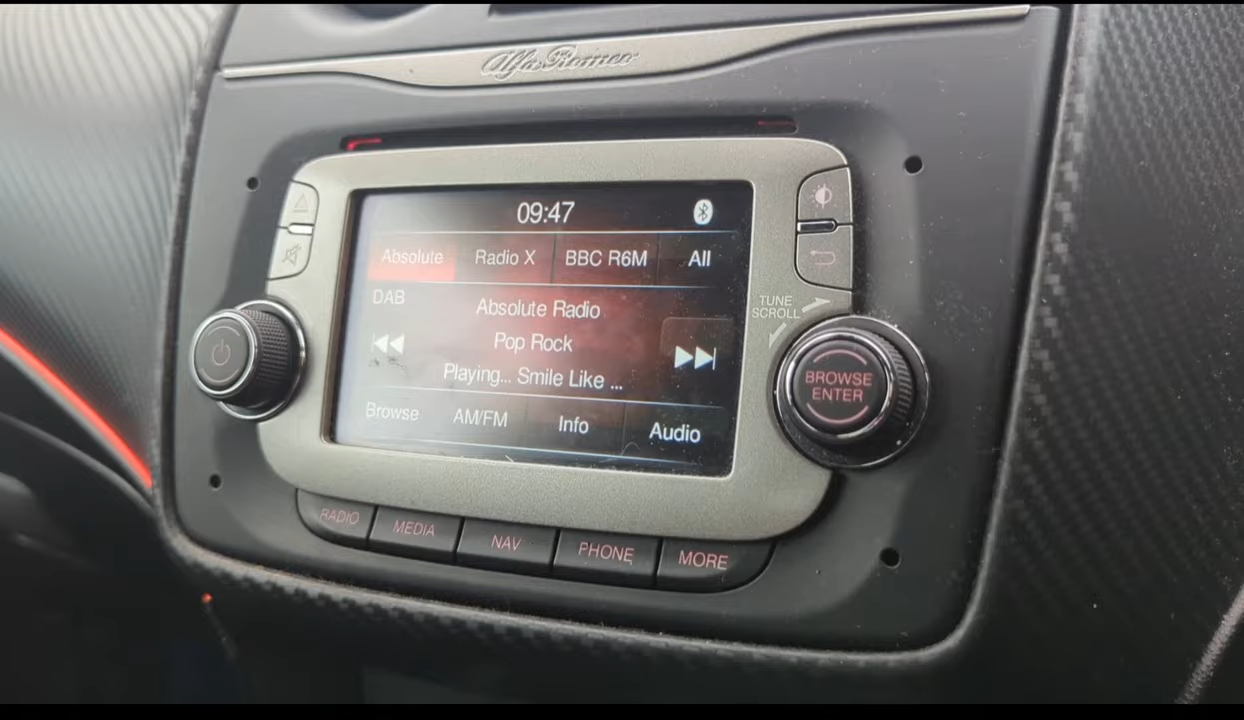 Alfa Romeo
09:47
Absolute Radio X BBC R6M All
DAB
Absolute Radio
Pop Rock
Playing... Smile Like ...
Browse AM/FM Info Audio
TUNE
SCROLL
BROWSE
ENTER
RADIO MEDIA NAV PHONE MORE